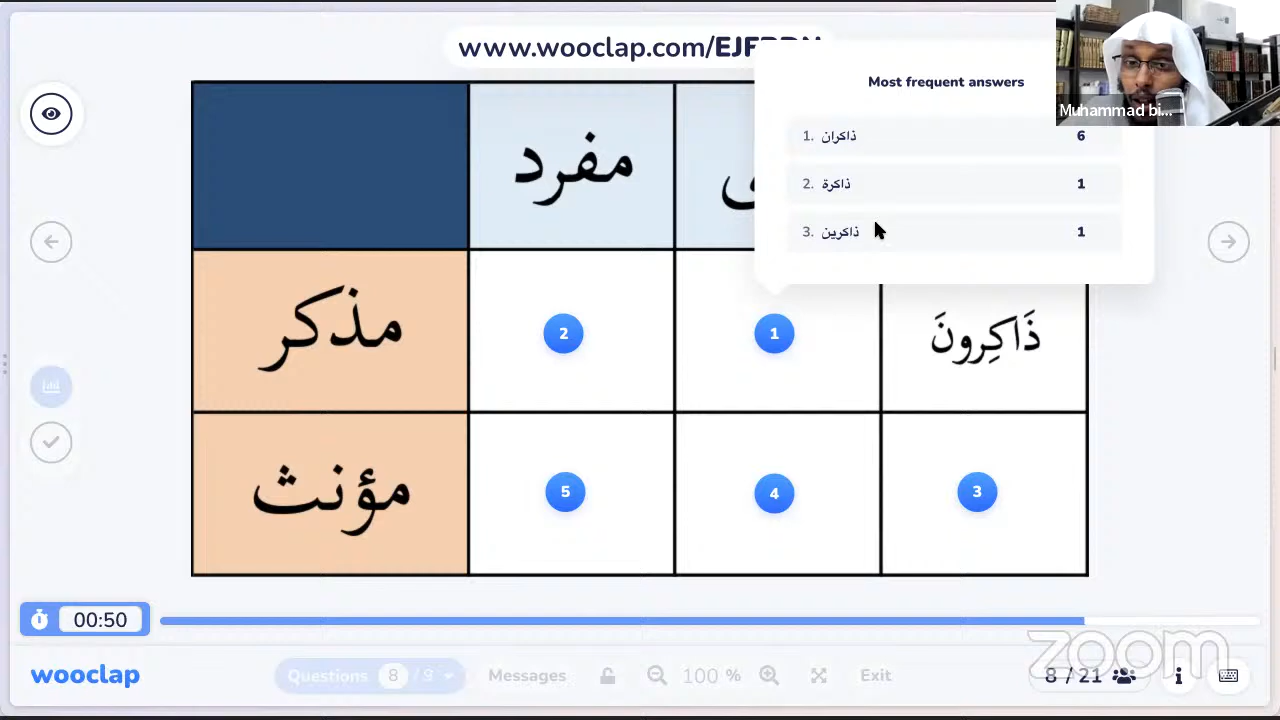 www.wooclap.com/EJF
Most frequent answers
Muhammad bi...
1. ذاكران 6
2. ذاكرة 1
3. ذاكرين 1
مفرد
مذكر
2
1
ذَاكِرونَ
مؤنث
5
4
3
00:50
zoom
wooclap
Questions 8 / 9
Messages
100 %
Exit
8 / 21